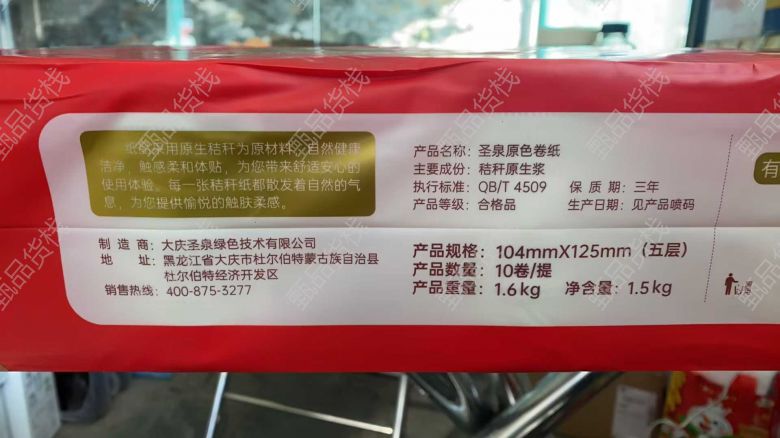 纸品采用原生秸秆为原材料，自然健康
洁净，触感柔和体贴，为您带来舒适安心的
使用体验。每一张秸秆纸都散发着自然的气
息，为您提供愉悦的触肤柔感。
产品名称：圣泉原色卷纸
主要成份：秸秆原生浆
执行标准：QB/T 4509 保 质 期：三年
产品等级：合格品 生产日期：见产品喷码
有
制 造 商：大庆圣泉绿色技术有限公司
地 址：黑龙江省大庆市杜尔伯特蒙古族自治县
杜尔伯特经济开发区
销售热线：400-875-3277
产品规格：104mmX125mm（五层）
产品数量：10卷/提
产品重量：1.6kg 净含量：1.5kg
甄品货栈